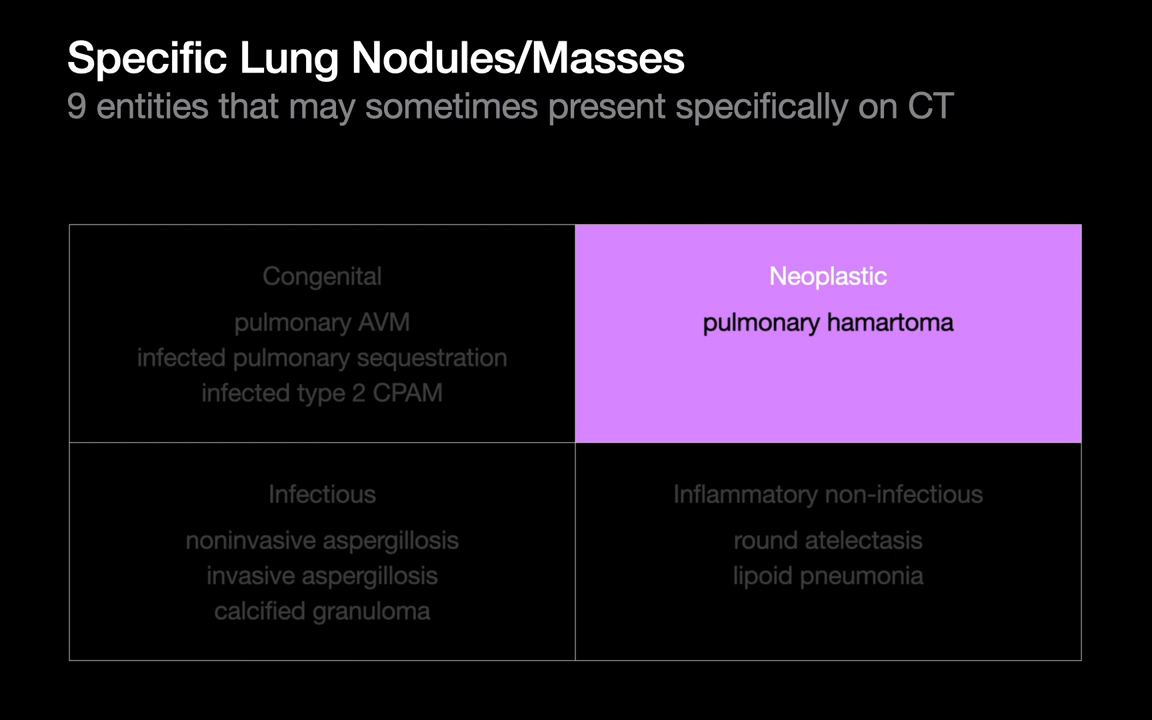 Specific Lung Nodules/Masses
9 entities that may sometimes present specifically on CT
Congenital
pulmonary AVM
infected pulmonary sequestration
infected type 2 CPAM
Neoplastic
pulmonary hamartoma
Infectious
noninvasive aspergillosis
invasive aspergillosis
calcified granuloma
Inflammatory non-infectious
round atelectasis
lipoid pneumonia